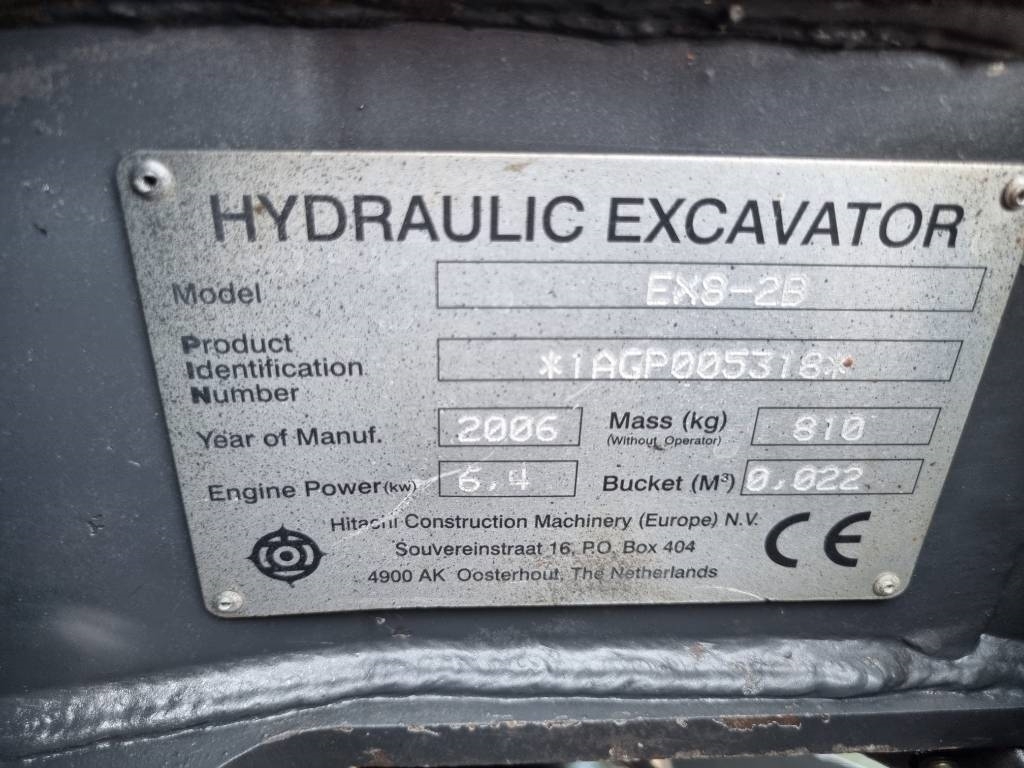 HYDRAULIC EXCAVATOR
Model EX8-2B
Product
Identification *1AGP005318*
Number
Year of Manuf. 2006 Mass (kg) 810
(Without Operator)
Engine Power (kw) 6,4 Bucket (M³) 0,022
Hitachi Construction Machinery (Europe) N.V.
Souvereinstraat 16, P.O. Box 404
4900 AK Oosterhout, The Netherlands
CE